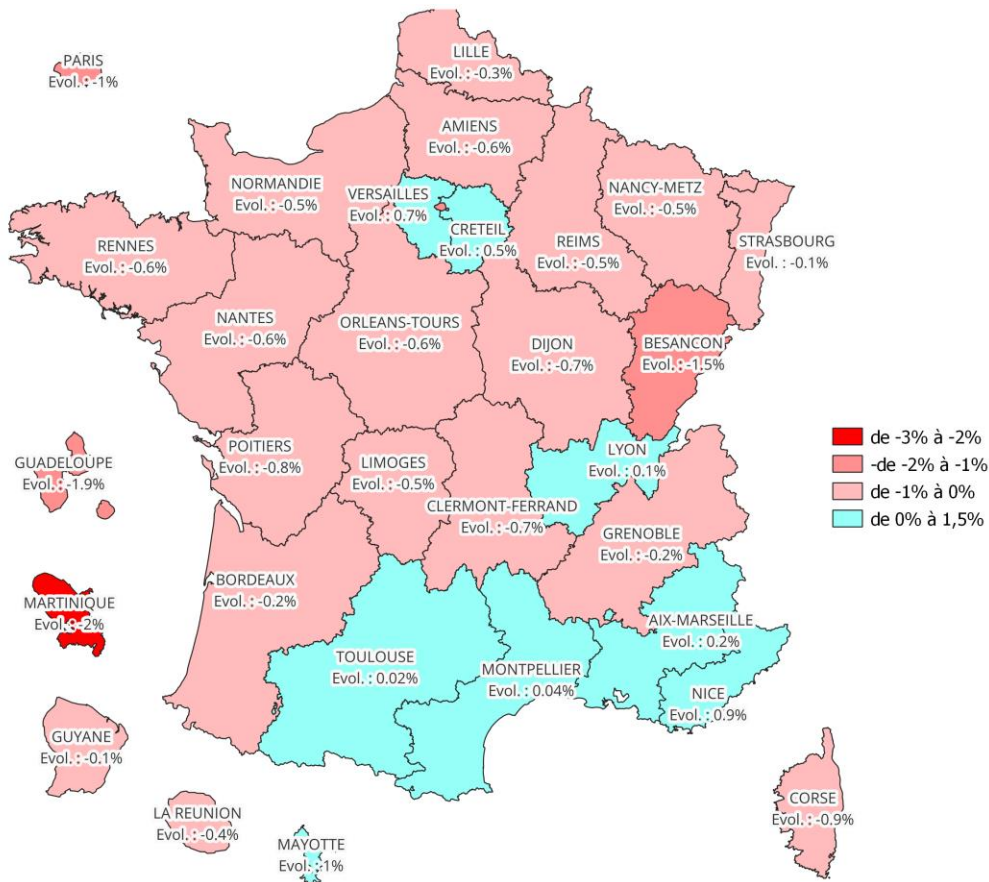 LILLE
Evol. : -0.3%
PARIS
Evol. : -1%
AMIENS
Evol. : -0.6%
NORMANDIE
Evol. : -0.5%
VERSAILLES
Evol. : 0.7%
NANCY-METZ
Evol. : -0.5%
CRETEIL
Evol. : 0.5%
REIMS
Evol. : -0.5%
STRASBOURG
Evol. : -0.1%
RENNES
Evol. : -0.6%
NANTES
Evol. : -0.6%
ORLEANS-TOURS
Evol. : -0.6%
DIJON
Evol. : -0.7%
BESANCON
Evol. : -1.5%
de -3% à -2%
-de -2% à -1%
de -1% à 0%
de 0% à 1,5%
GUADELOUPE
Evol. : -1.9%
POITIERS
Evol. : -0.8%
LIMOGES
Evol. : -0.5%
LYON
Evol. : 0.1%
CLERMONT-FERRAND
Evol. : -0.7%
GRENOBLE
Evol. : -0.2%
BORDEAUX
Evol. : -0.2%
MARTINIQUE
Evol. : -2%
AIX-MARSEILLE
Evol. : 0.2%
TOULOUSE
Evol. : 0.02%
MONTPELLIER
Evol. : 0.04%
NICE
Evol. : 0.9%
GUYANE
Evol. : -0.1%
LA REUNION
Evol. : -0.4%
MAYOTTE
Evol. : 1%
CORSE
Evol. : -0.9%